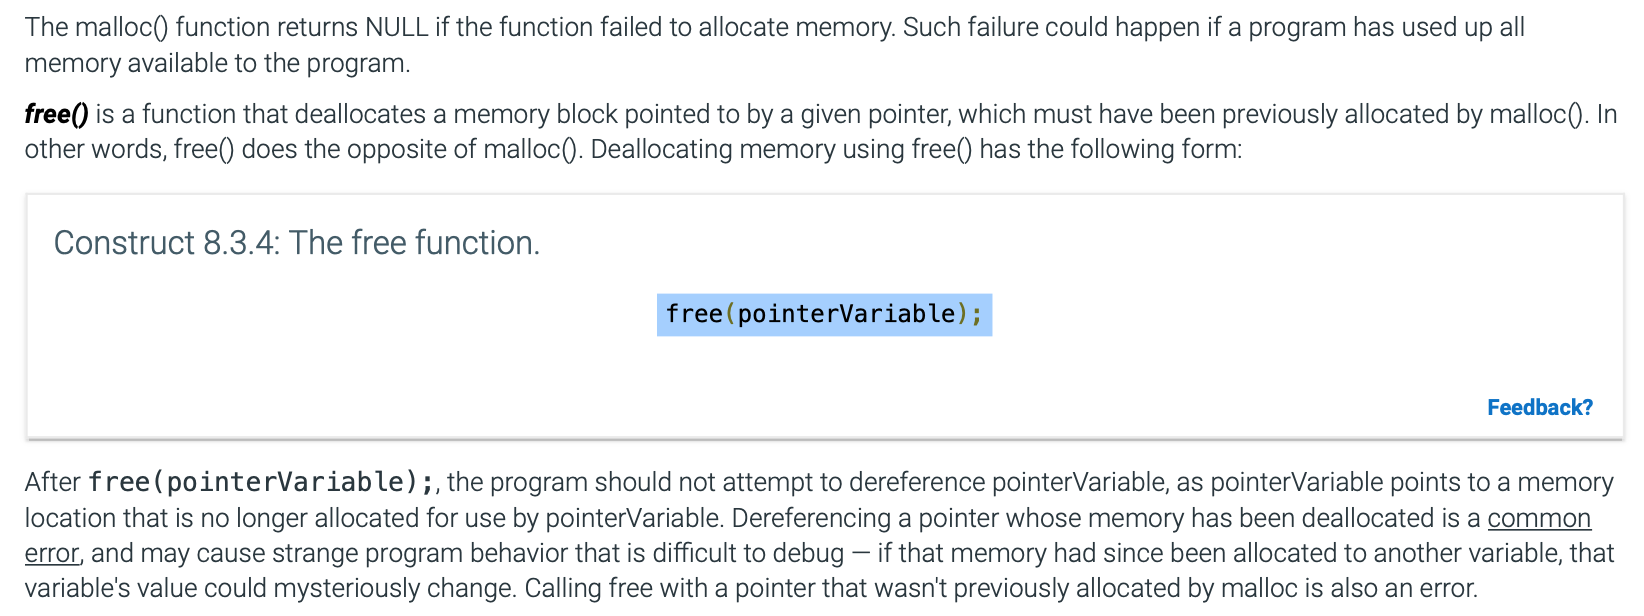 The malloc() function returns NULL if the function failed to allocate memory. Such failure could happen if a program has used up all
memory available to the program.
free() is a function that deallocates a memory block pointed to by a given pointer, which must have been previously allocated by malloc(). In
other words, free() does the opposite of malloc(). Deallocating memory using free() has the following form:
Construct 8.3.4: The free function.
free(pointerVariable);
Feedback?
After free(pointerVariable);, the program should not attempt to dereference pointerVariable, as pointerVariable points to a memory
location that is no longer allocated for use by pointerVariable. Dereferencing a pointer whose memory has been deallocated is a common
error, and may cause strange program behavior that is difficult to debug — if that memory had since been allocated to another variable, that
variable's value could mysteriously change. Calling free with a pointer that wasn't previously allocated by malloc is also an error.